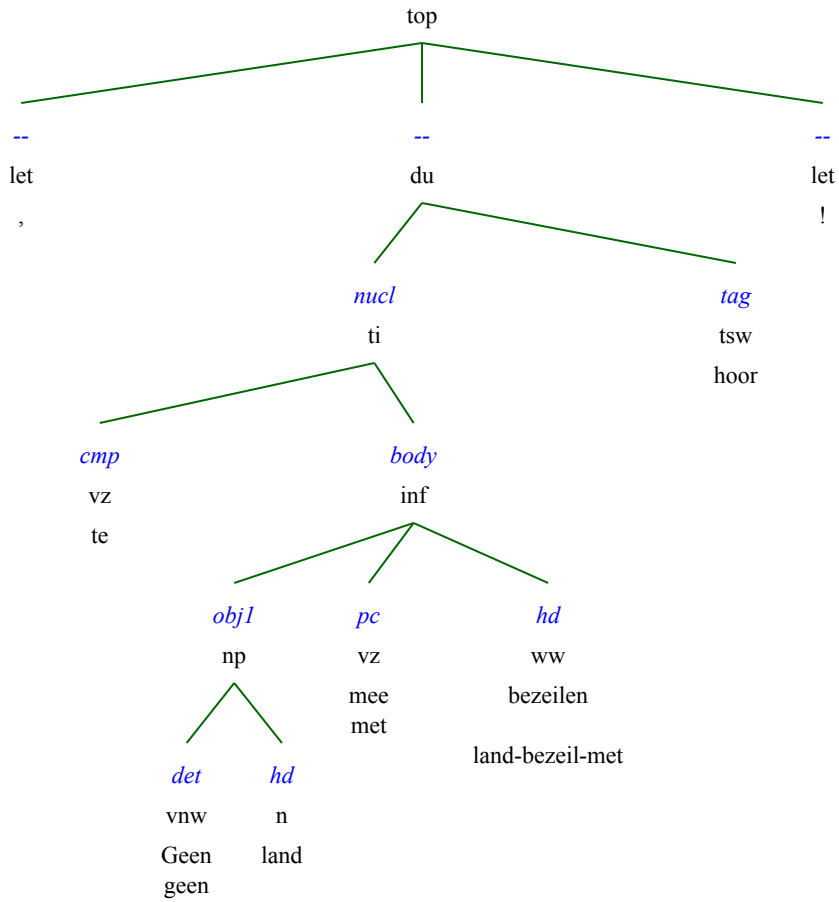 top
-- -- --
let du let
, !
nucl tag
ti tsw
hoor
cmp body
vz inf
te
obj1 pc hd
np vz ww
mee bezeilen
met
land-bezeil-met
det hd
vnw n
Geen land
geen